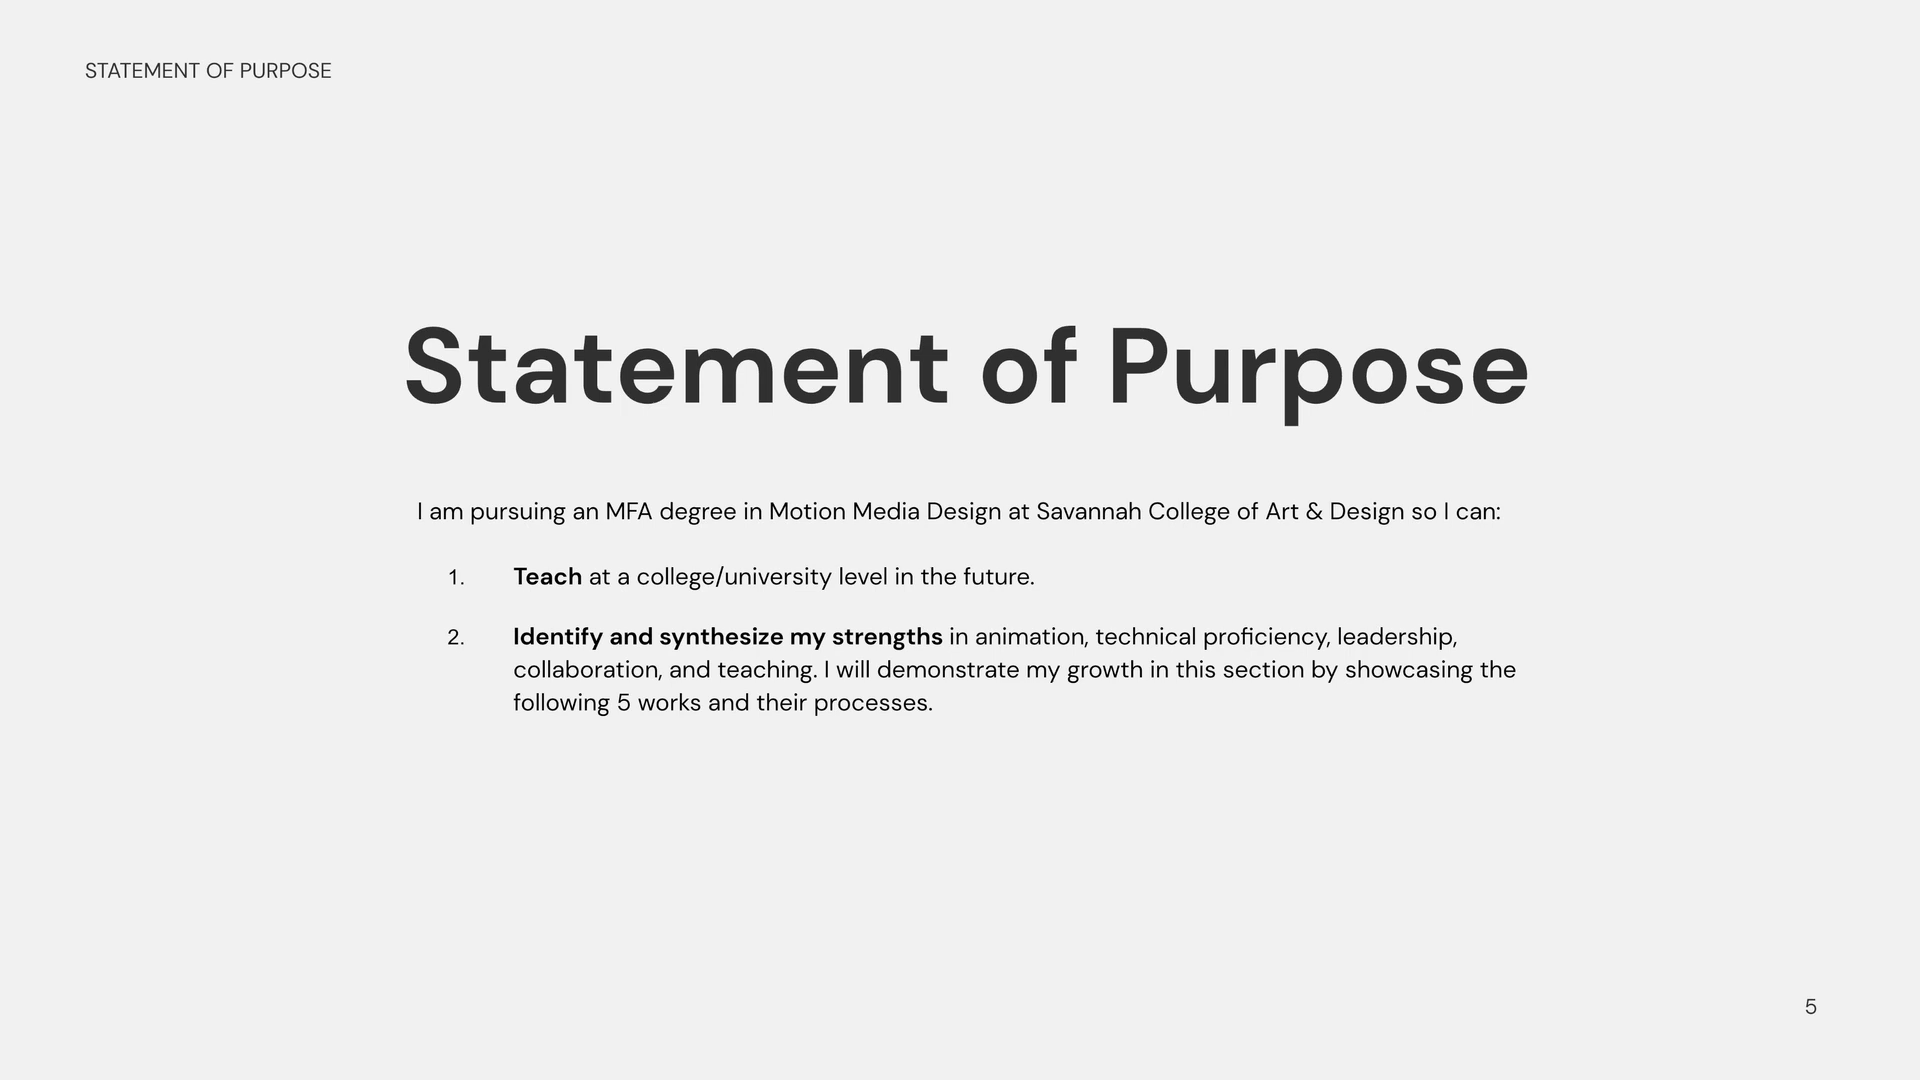 STATEMENT OF PURPOSE
Statement of Purpose
I am pursuing an MFA degree in Motion Media Design at Savannah College of Art & Design so I can:
1. Teach at a college/university level in the future.
2. Identify and synthesize my strengths in animation, technical proficiency, leadership,
collaboration, and teaching. I will demonstrate my growth in this section by showcasing the
following 5 works and their processes.
5